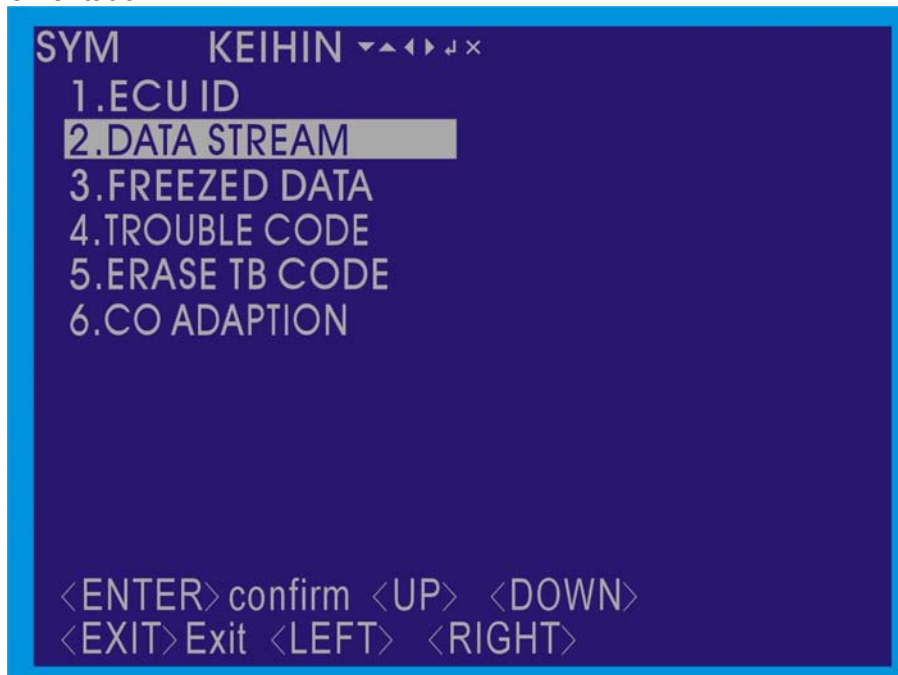 SYM KEIHIN ▼▲◀▶↲×
1.ECU ID
2.DATA STREAM
3.FREEZED DATA
4.TROUBLE CODE
5.ERASE TB CODE
6.CO ADAPTION
<ENTER> confirm <UP> <DOWN>
<EXIT> Exit <LEFT> <RIGHT>